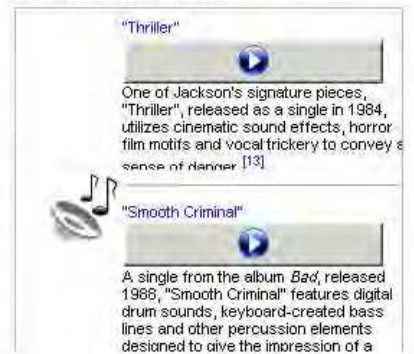 "Thriller"
One of Jackson's signature pieces,
"Thriller", released as a single in 1984,
utilizes cinematic sound effects, horror
film motifs and vocal trickery to convey a
sense of danger.[13]
"Smooth Criminal"
A single from the album Bad, released
1988, "Smooth Criminal" features digital
drum sounds, keyboard-created bass
lines and other percussion elements
designed to give the impression of a